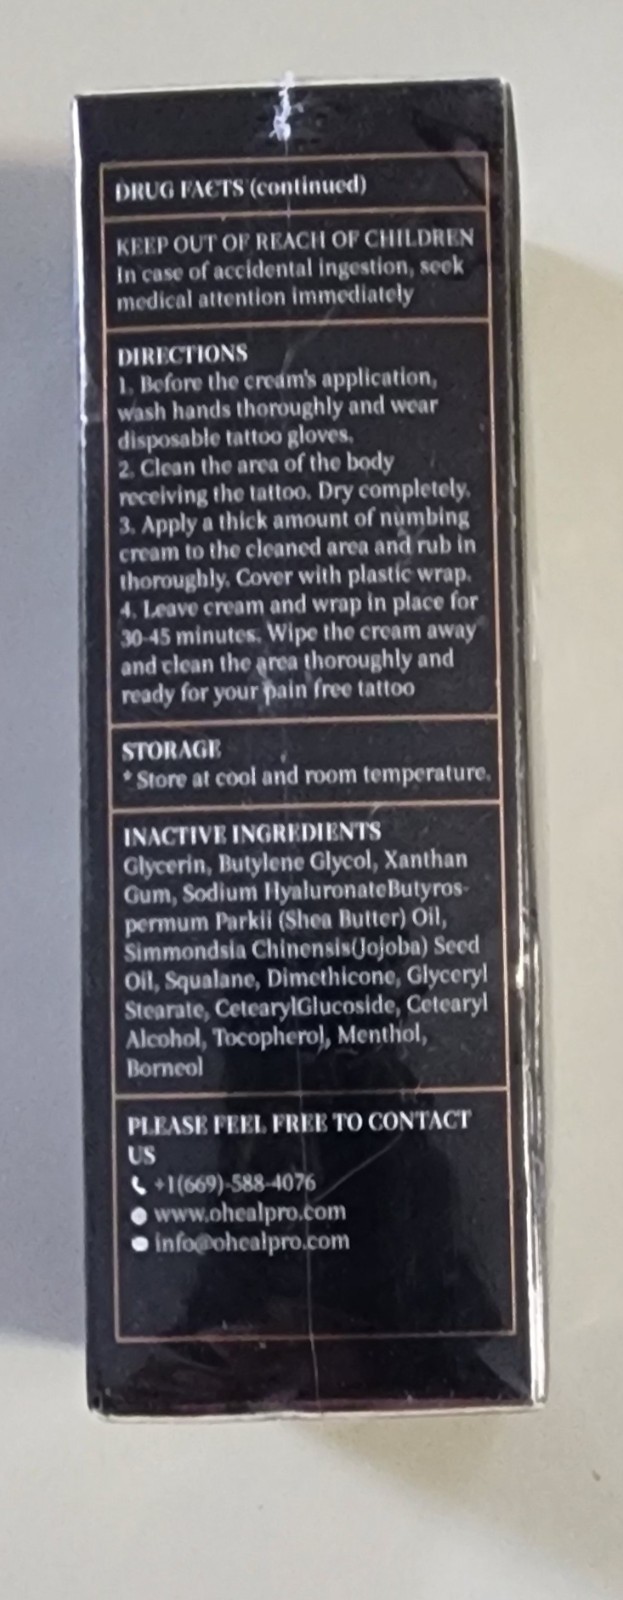 DRUG FACTS (continued)
KEEP OUT OF REACH OF CHILDREN
In case of accidental ingestion, seek
medical attention immediately
DIRECTIONS
1. Before the cream's application,
wash hands thoroughly and wear
disposable tattoo gloves.
2. Clean the area of the body
receiving the tattoo. Dry completely.
3. Apply a thick amount of numbing
cream to the cleaned area and rub in
thoroughly. Cover with plastic wrap.
4. Leave cream and wrap in place for
30-45 minutes. Wipe the cream away
and clean the area thoroughly and
ready for your pain free tattoo
STORAGE
* Store at cool and room temperature.
INACTIVE INGREDIENTS
Glycerin, Butylene Glycol, Xanthan
Gum, Sodium HyaluronateButyros-
permum Parkii (Shea Butter) Oil,
Simmondsia Chinensis(Jojoba) Seed
Oil, Squalane, Dimethicone, Glyceryl
Stearate, CetearylGlucoside, Cetearyl
Alcohol, Tocopherol, Menthol,
Borneol
PLEASE FEEL FREE TO CONTACT
US
+1(669)-588-4076
www.ohealpro.com
info@ohealpro.com